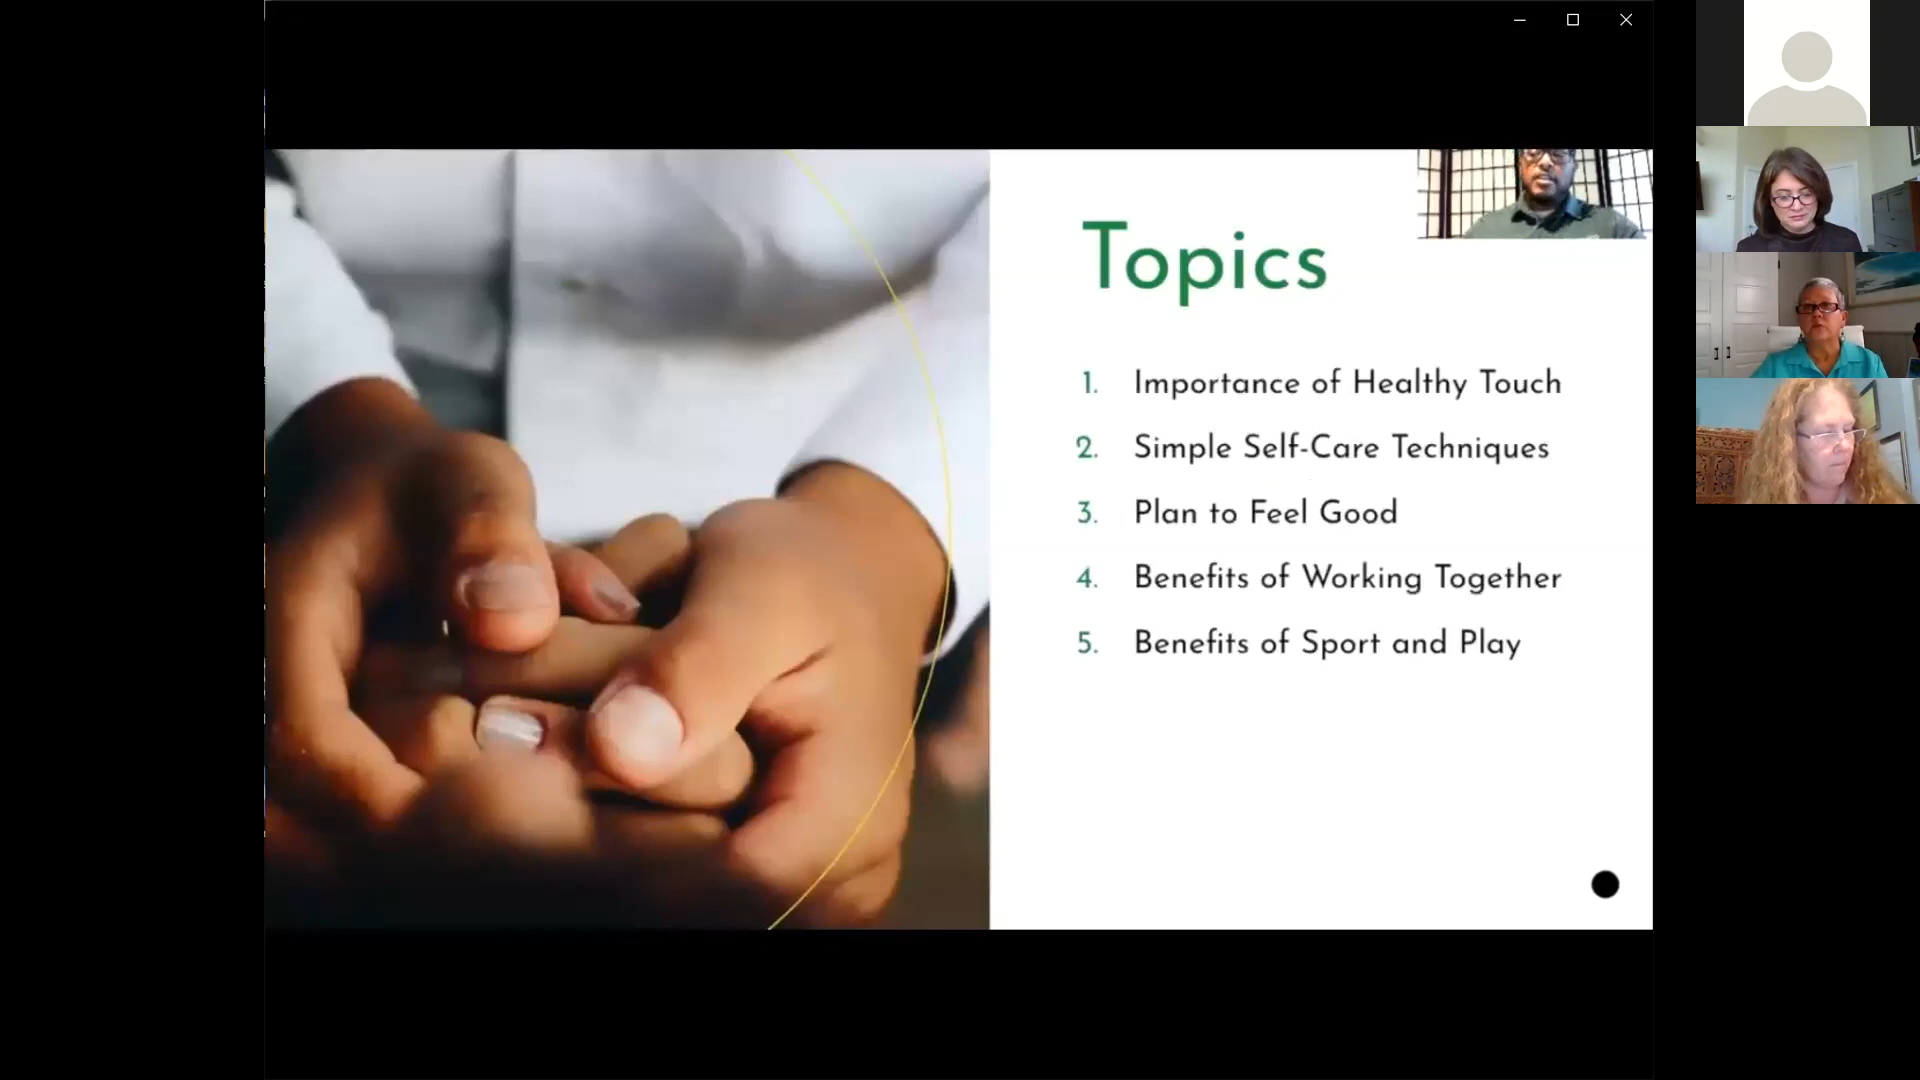 Topics
1. Importance of Healthy Touch
2. Simple Self-Care Techniques
3. Plan to Feel Good
4. Benefits of Working Together
5. Benefits of Sport and Play